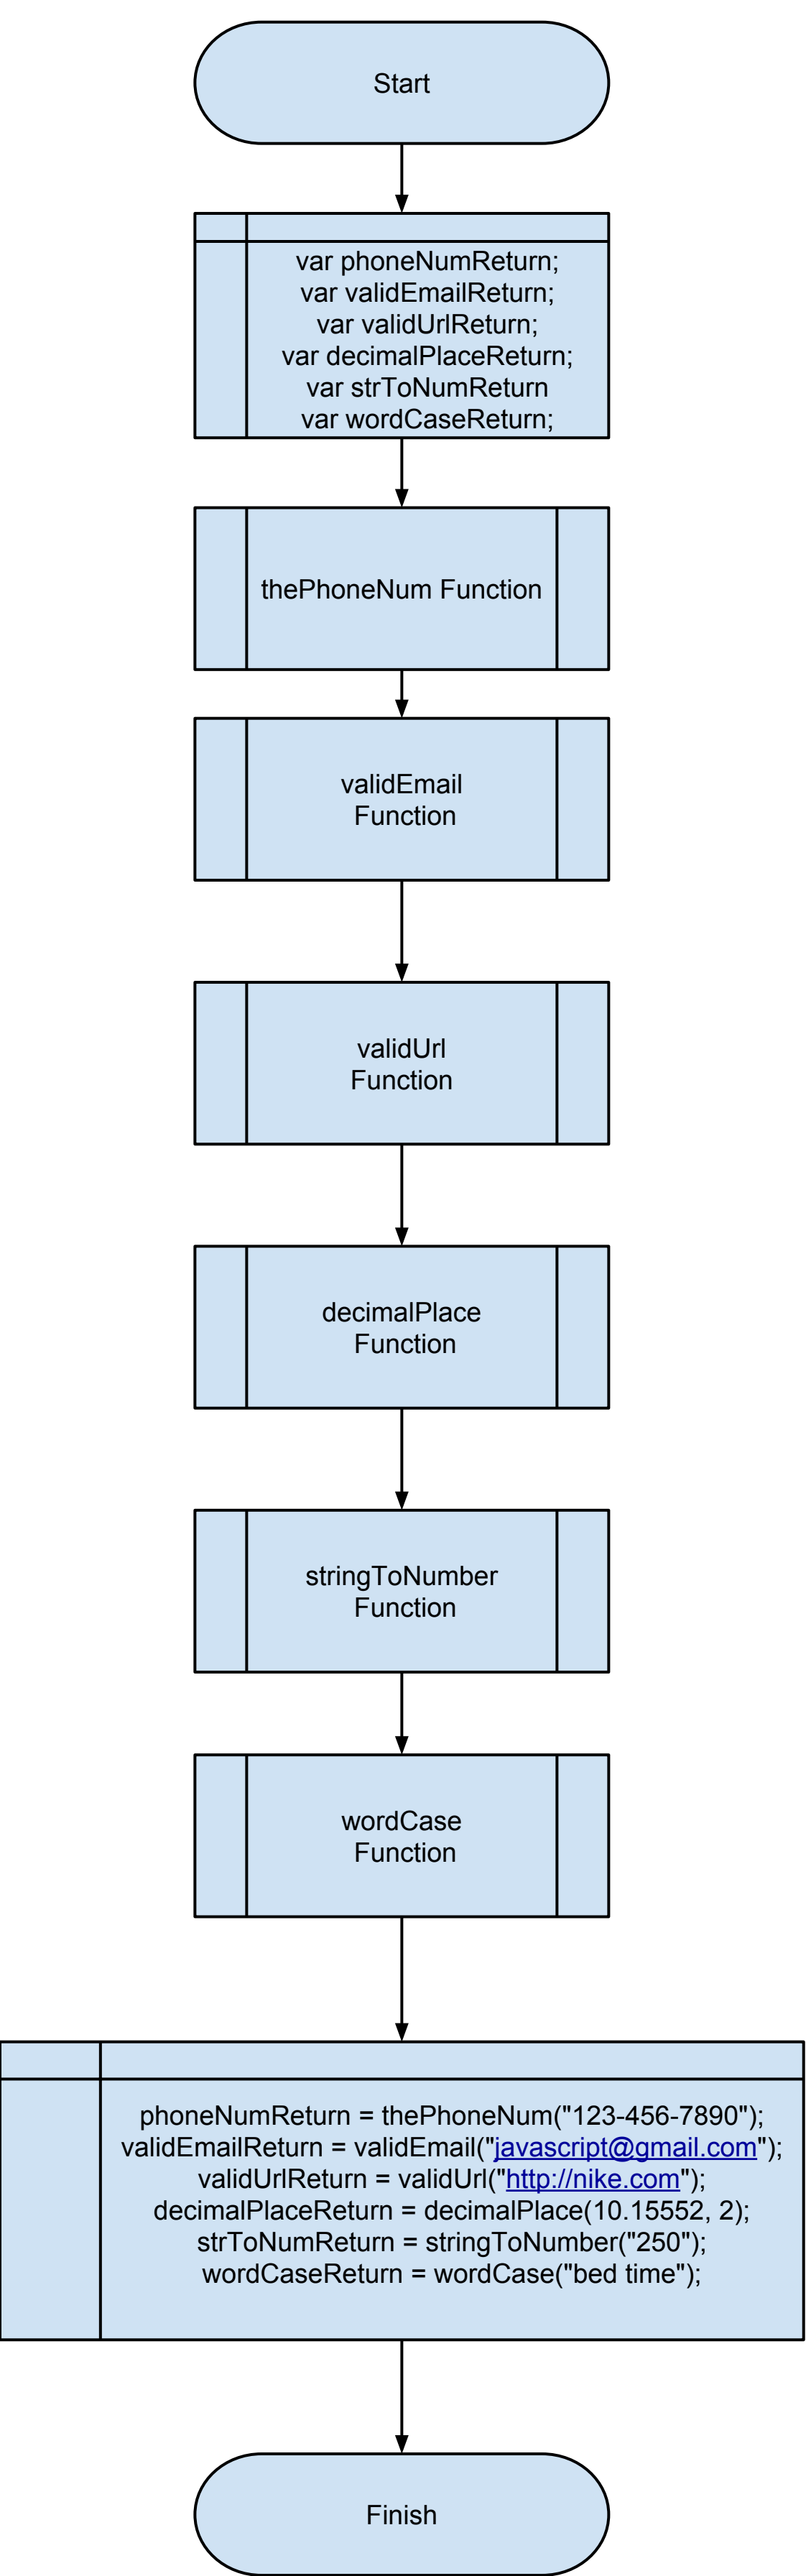 Start
var phoneNumReturn;
var validEmailReturn;
var validUrlReturn;
var decimalPlaceReturn;
var strToNumReturn
var wordCaseReturn;
thePhoneNum Function
validEmail
Function
validUrl
Function
decimalPlace
Function
stringToNumber
Function
wordCase
Function
phoneNumReturn = thePhoneNum("123-456-7890");
validEmailReturn = validEmail("javascript@gmail.com");
validUrlReturn = validUrl("http://nike.com");
decimalPlaceReturn = decimalPlace(10.15552, 2);
strToNumReturn = stringToNumber("250");
wordCaseReturn = wordCase("bed time");
Finish